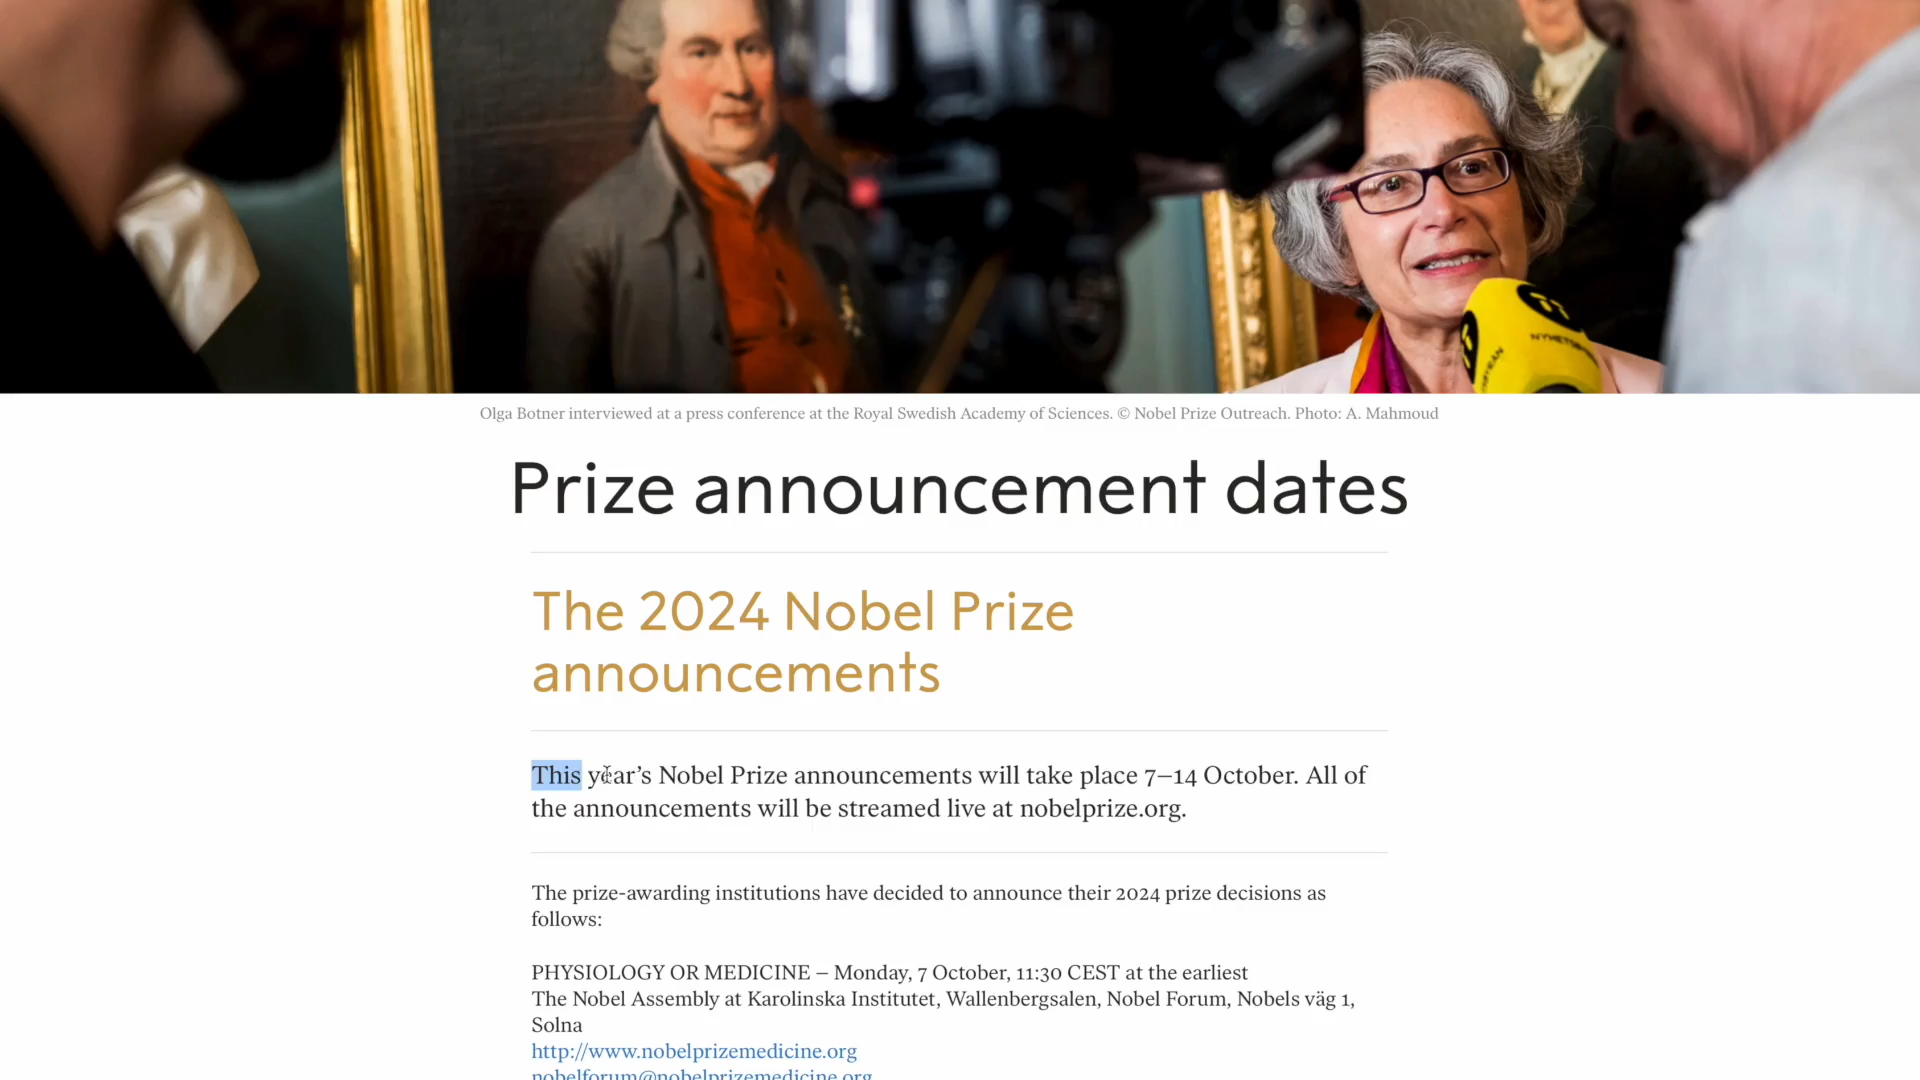 Olga Botner interviewed at a press conference at the Royal Swedish Academy of Sciences. © Nobel Prize Outreach. Photo: A. Mahmoud
Prize announcement dates
The 2024 Nobel Prize
announcements
This year’s Nobel Prize announcements will take place 7–14 October. All of
the announcements will be streamed live at nobelprize.org.
The prize-awarding institutions have decided to announce their 2024 prize decisions as
follows:
PHYSIOLOGY OR MEDICINE – Monday, 7 October, 11:30 CEST at the earliest
The Nobel Assembly at Karolinska Institutet, Wallenbergsalen, Nobel Forum, Nobels väg 1,
Solna
http://www.nobelprizemedicine.org
nobelforum@nobelprizemedicine.org